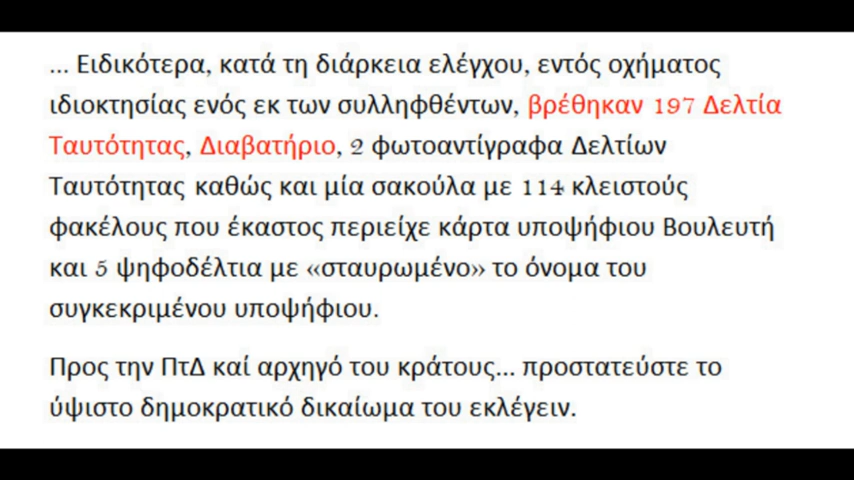 ... Ειδικότερα, κατά τη διάρκεια ελέγχου, εντός οχήματος
ιδιοκτησίας ενός εκ των συλληφθέντων, βρέθηκαν 197 Δελτία
Ταυτότητας, Διαβατήριο, 2 φωτοαντίγραφα Δελτίων
Ταυτότητας καθώς και μία σακούλα με 114 κλειστούς
φακέλους που έκαστος περιείχε κάρτα υποψήφιου Βουλευτή
και 5 ψηφοδέλτια με «σταυρωμένο» το όνομα του
συγκεκριμένου υποψήφιου.
Προς την ΠτΔ καί αρχηγό του κράτους... προστατεύστε το
ύψιστο δημοκρατικό δικαίωμα του εκλέγειν.